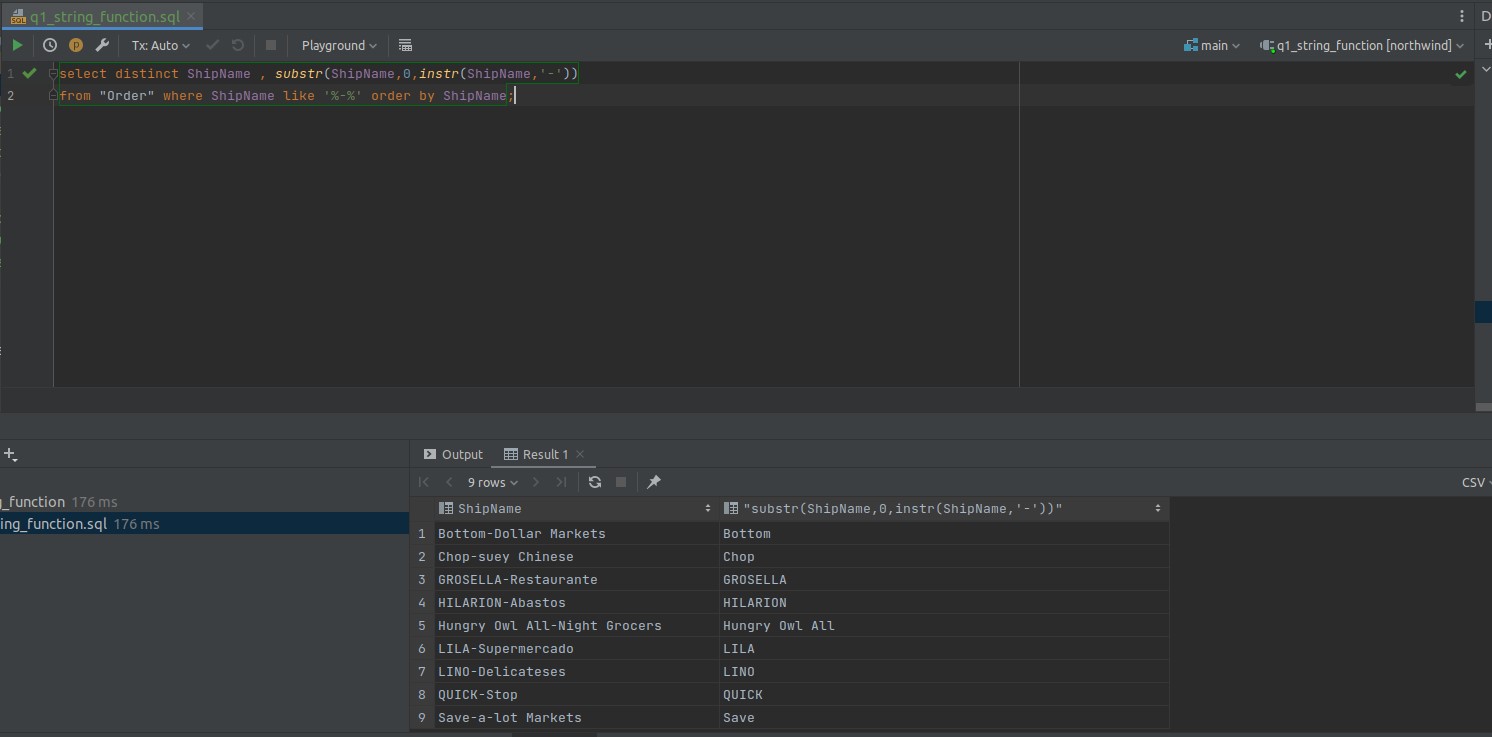 q1_string_function.sql
D
Tx: Auto Playground main q1_string_function [northwind]
1 select distinct ShipName , substr(ShipName,0,instr(ShipName,'-'))
2 from "Order" where ShipName like '%-%' order by ShipName;
Output Result 1
9 rows CSV
_function 176 ms
ing_function.sql 176 ms
ShipName "substr(ShipName,0,instr(ShipName,'-'))"
1 Bottom-Dollar Markets Bottom
2 Chop-suey Chinese Chop
3 GROSELLA-Restaurante GROSELLA
4 HILARION-Abastos HILARION
5 Hungry Owl All-Night Grocers Hungry Owl All
6 LILA-Supermercado LILA
7 LINO-Delicateses LINO
8 QUICK-Stop QUICK
9 Save-a-lot Markets Save